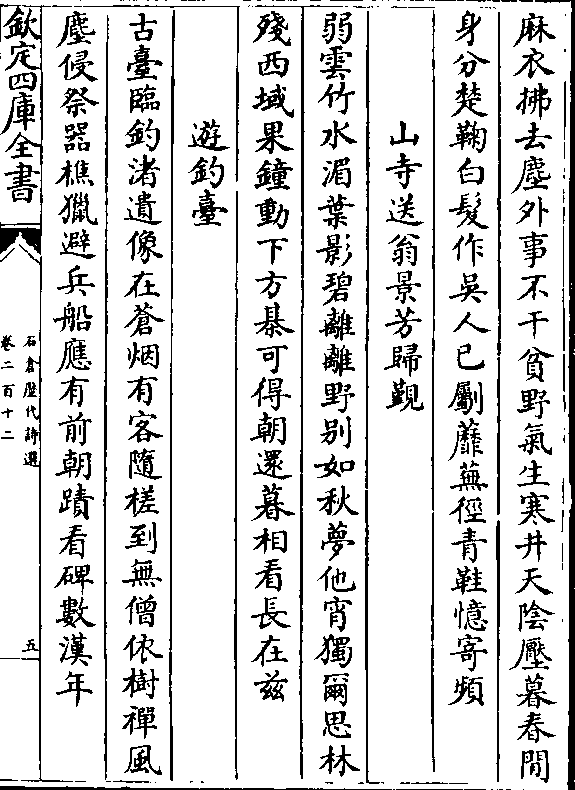 麻衣拂去塵外事不干貧野氣生寒井天陰壓暮春閒
身分楚鞠白髮作吳人已劚蘼蕪徑青鞋憶寄頻
山寺送翁景芳歸覲
弱雲竹水湄葉影碧離離野别如秋夢他宵獨爾思林
殘西域果鐘動下方棊可得朝還暮相看長在兹
遊釣臺
古臺臨釣渚遺像在蒼烟有客隨槎到無僧依樹禪風
塵侵祭器樵獵避兵船應有前朝蹟看碑數漢年
欽定四庫全書
石倉歷代詩選
卷二百十二
五